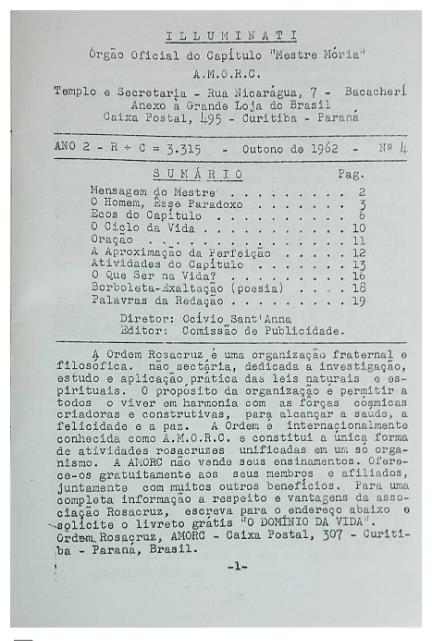 ILLUMINATI
Órgão Oficial do Capítulo "Mestre Mória"
A.M.O.R.C.
Templo e Secretaria - Rua Nicarágua, 7 - Bacacherí
Anexo à Grande Loja do Brasil
Caixa Postal, 495 - Curitiba - Paraná
ANO 2 - R + C = 3.315 - Outono de 1962 - Nº 4
SUMÁRIO Pag.
Mensagem do Mestre . . . . . . . . . 2
O Homem, Êsse Paradoxo . . . . . . . 3
Ecos do Capítulo . . . . . . . . . . 6
O Ciclo da Vida . . . . . . . . . . 10
Oração . . . . . . . . . . . . . . 11
A Aproximação da Perfeição . . . . . 12
Atividades do Capítulo . . . . . . . 13
O Que Ser na Vida? . . . . . . . . . 16
Borboleta-Exaltação (poesia) . . . . 18
Palavras da Redação . . . . . . . . 19
Diretor: Ocívio Sant'Anna
Editor: Comissão de Publicidade.
A Ordem Rosacruz é uma organização fraternal e
filosófica. não sectária, dedicada a investigação,
estudo e aplicação prática das leis naturais e es-
pirituais. O propósito da organização é permitir a
todos o viver em harmonia com as fôrças cósmicas
criadoras e construtivas, para alcançar a saúde, a
felicidade e a paz. A Ordem é internacionalmente
conhecida como A.M.O.R.C. e constitui a única forma
de atividades rosacruzes unificadas em um só orga-
nismo. A AMORC não vende seus ensinamentos. Ofere-
ce-os gratuitamente aos seus membros e afiliados,
juntamente com muitos outros benefícios. Para uma
completa informação a respeito e vantagens da asso-
ciação Rosacruz, escreva para o endereço abaixo e
solicite o livreto grátis "O DOMÍNIO DA VIDA".
Ordem Rosacruz, AMORC - Caixa Postal, 307 - Curiti-
ba - Paraná, Brasil.
-1-